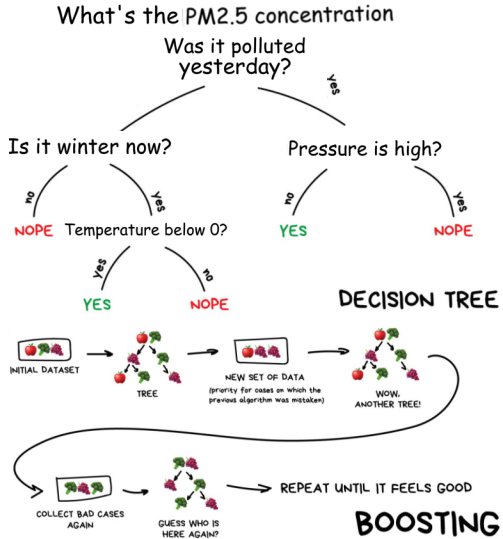 What's the PM2.5 concentration
Was it polluted
yesterday?
yes
Is it winter now?
Pressure is high?
no
yes
no
yes
NOPE
Temperature below 0?
YES
NOPE
yes
no
YES
NOPE
DECISION TREE
INITIAL DATASET
TREE
NEW SET OF DATA
(priority for cases on which the
previous algorithm was mistaken)
WOW,
ANOTHER TREE!
COLLECT BAD CASES
AGAIN
GUESS WHO IS
HERE AGAIN?
REPEAT UNTIL IT FEELS GOOD
BOOSTING